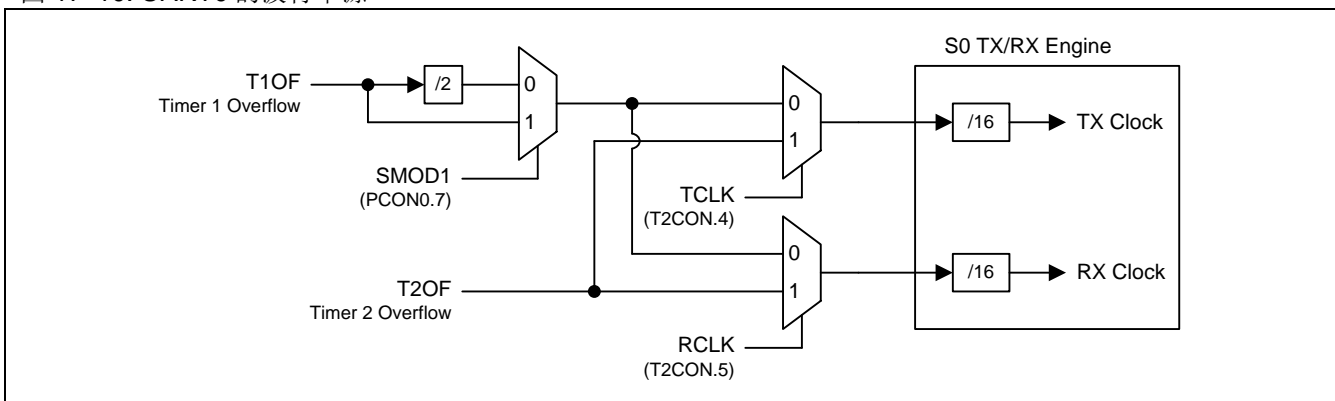 T1OF
Timer 1 Overflow
/2
0
1
SMOD1
(PCON0.7)
T2OF
Timer 2 Overflow
0
1
TCLK
(T2CON.4)
0
1
RCLK
(T2CON.5)
S0 TX/RX Engine
/16
TX Clock
/16
RX Clock